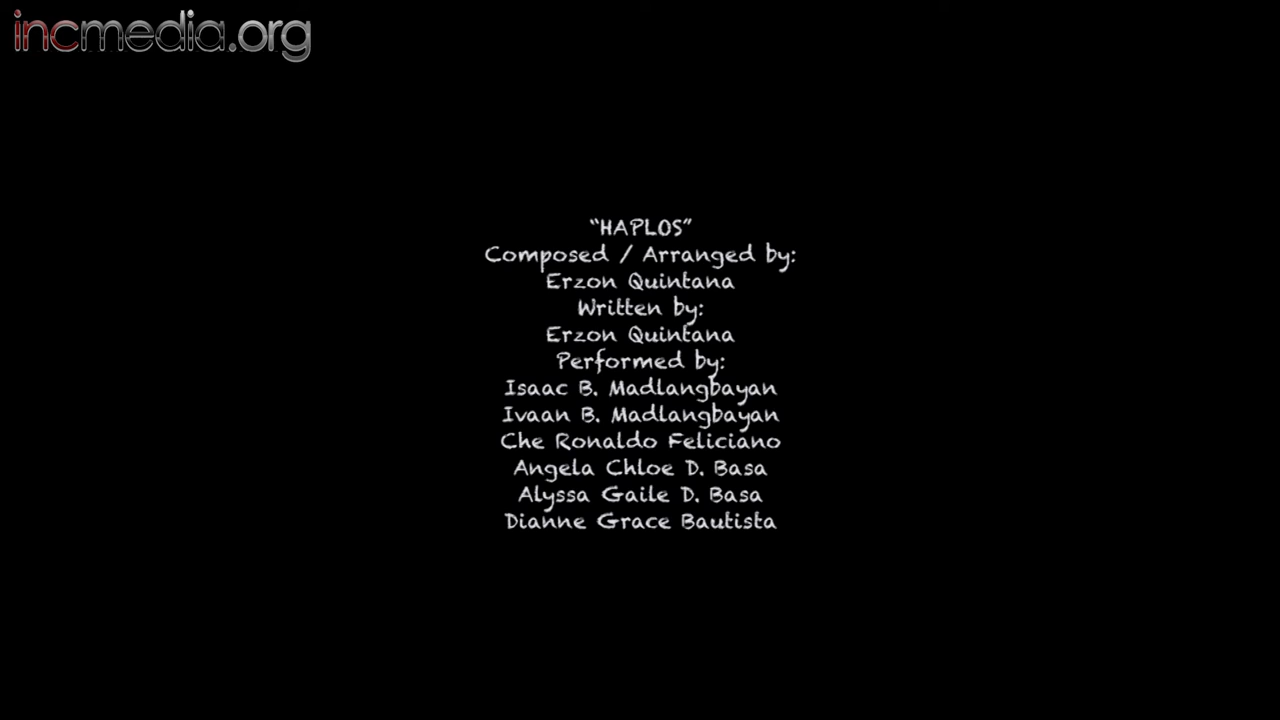 incmedia.org
“HAPLOS”
Composed / Arranged by:
Erzon Quintana
Written by:
Erzon Quintana
Performed by:
Isaac B. Madlangbayan
Ivaan B. Madlangbayan
Che Ronaldo Feliciano
Angela Chloe D. Basa
Alyssa Gaile D. Basa
Dianne Grace Bautista